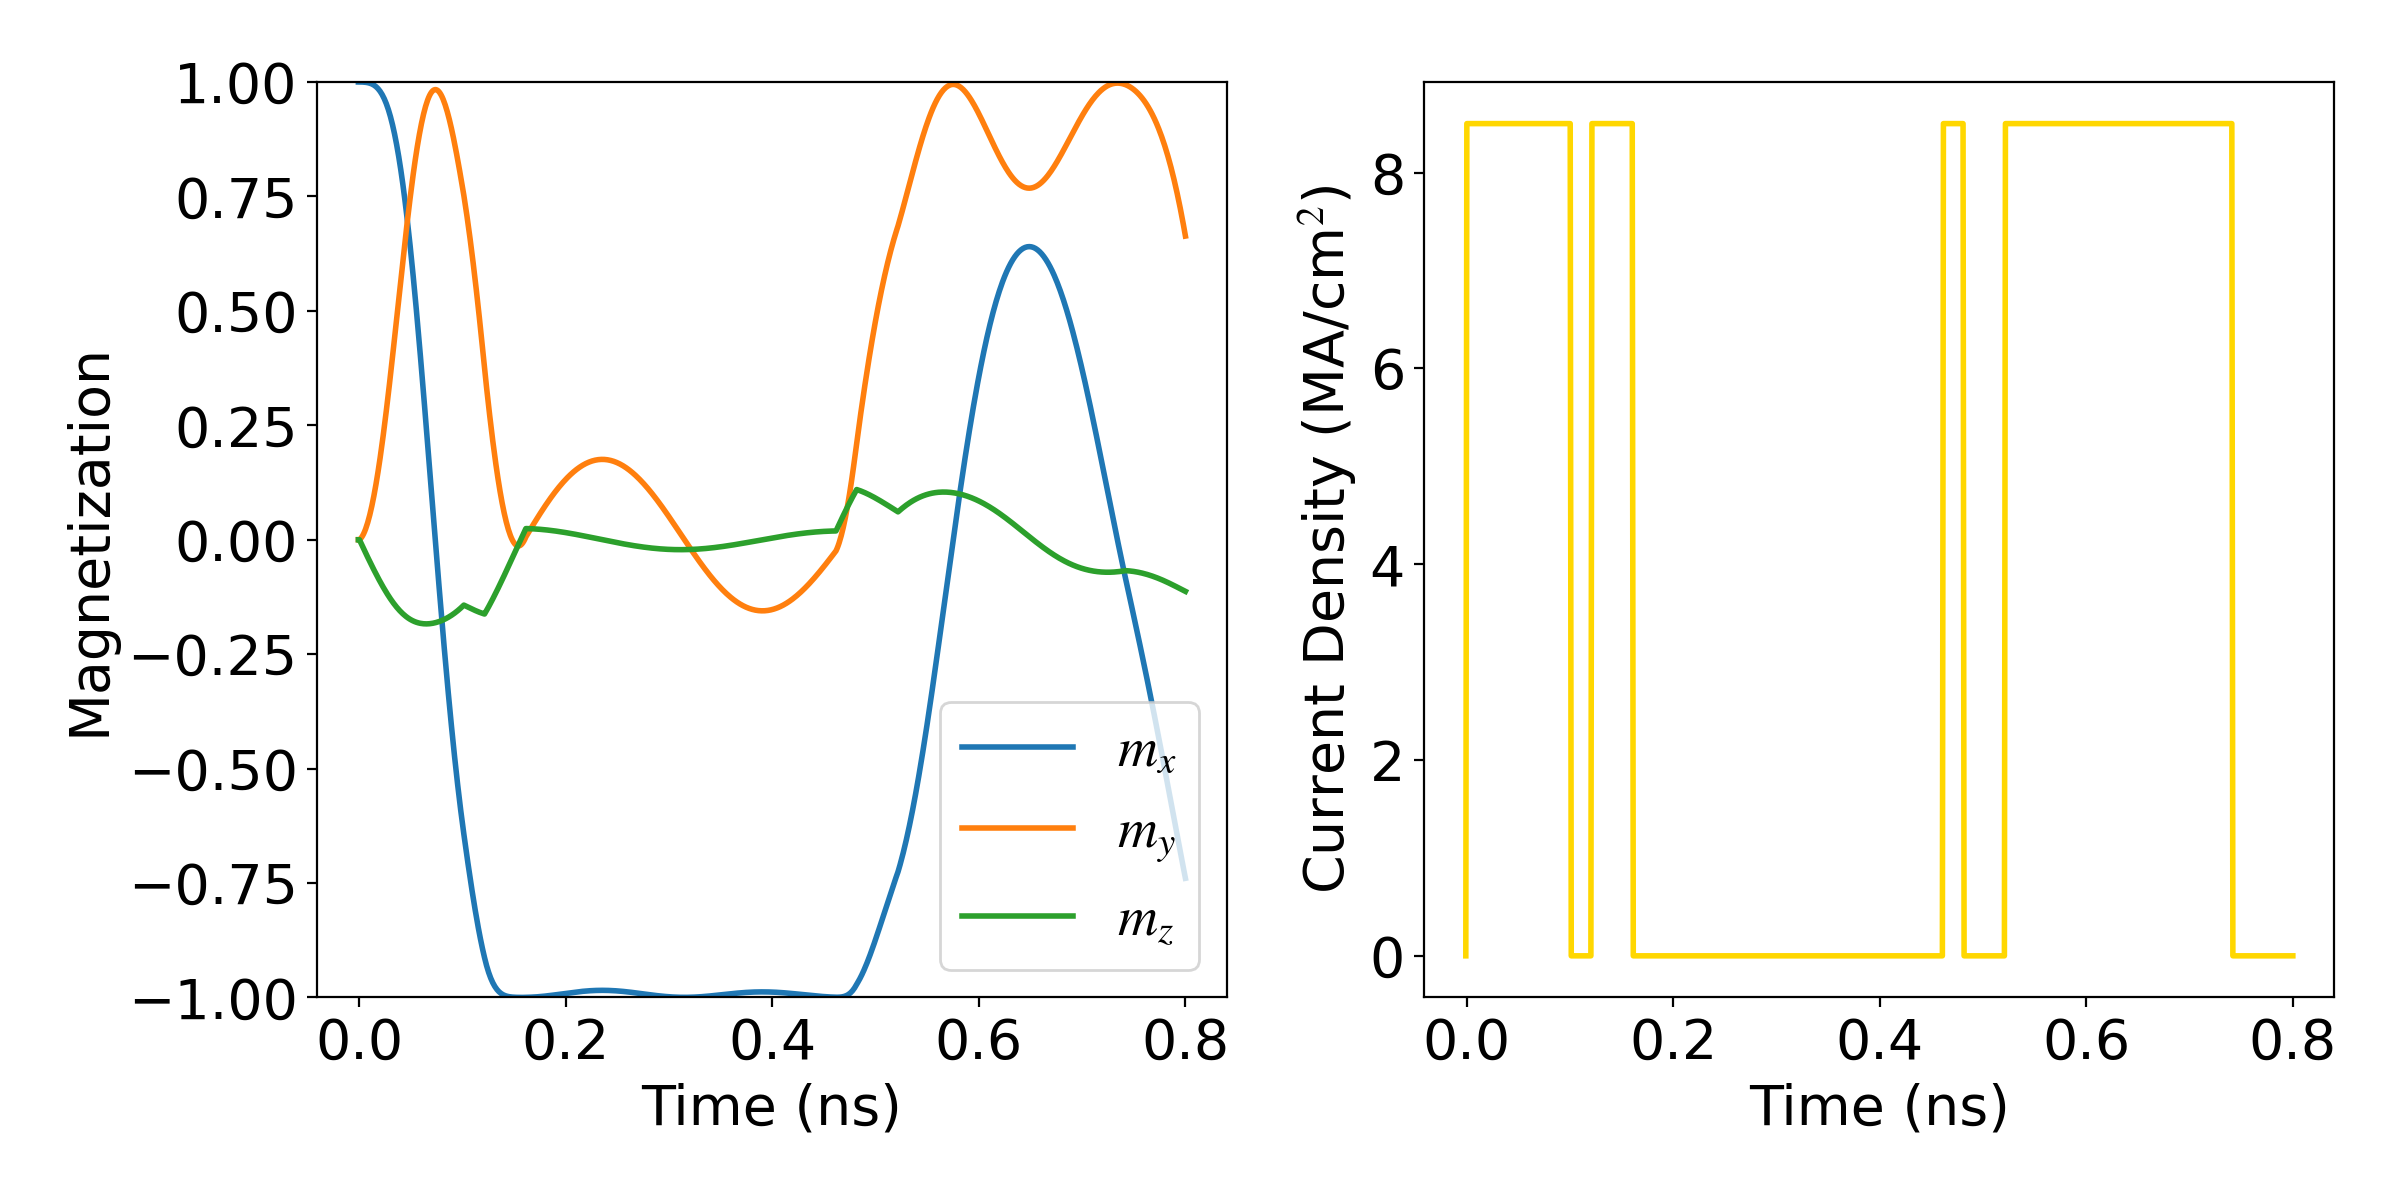 Magnetization
1.00
0.75
0.50
0.25
0.00
−0.25
−0.50
−0.75
−1.00
0.0 0.2 0.4 0.6 0.8
Time (ns)
m_x
m_y
m_z
Current Density (MA/cm²)
8
6
4
2
0
0.0 0.2 0.4 0.6 0.8
Time (ns)